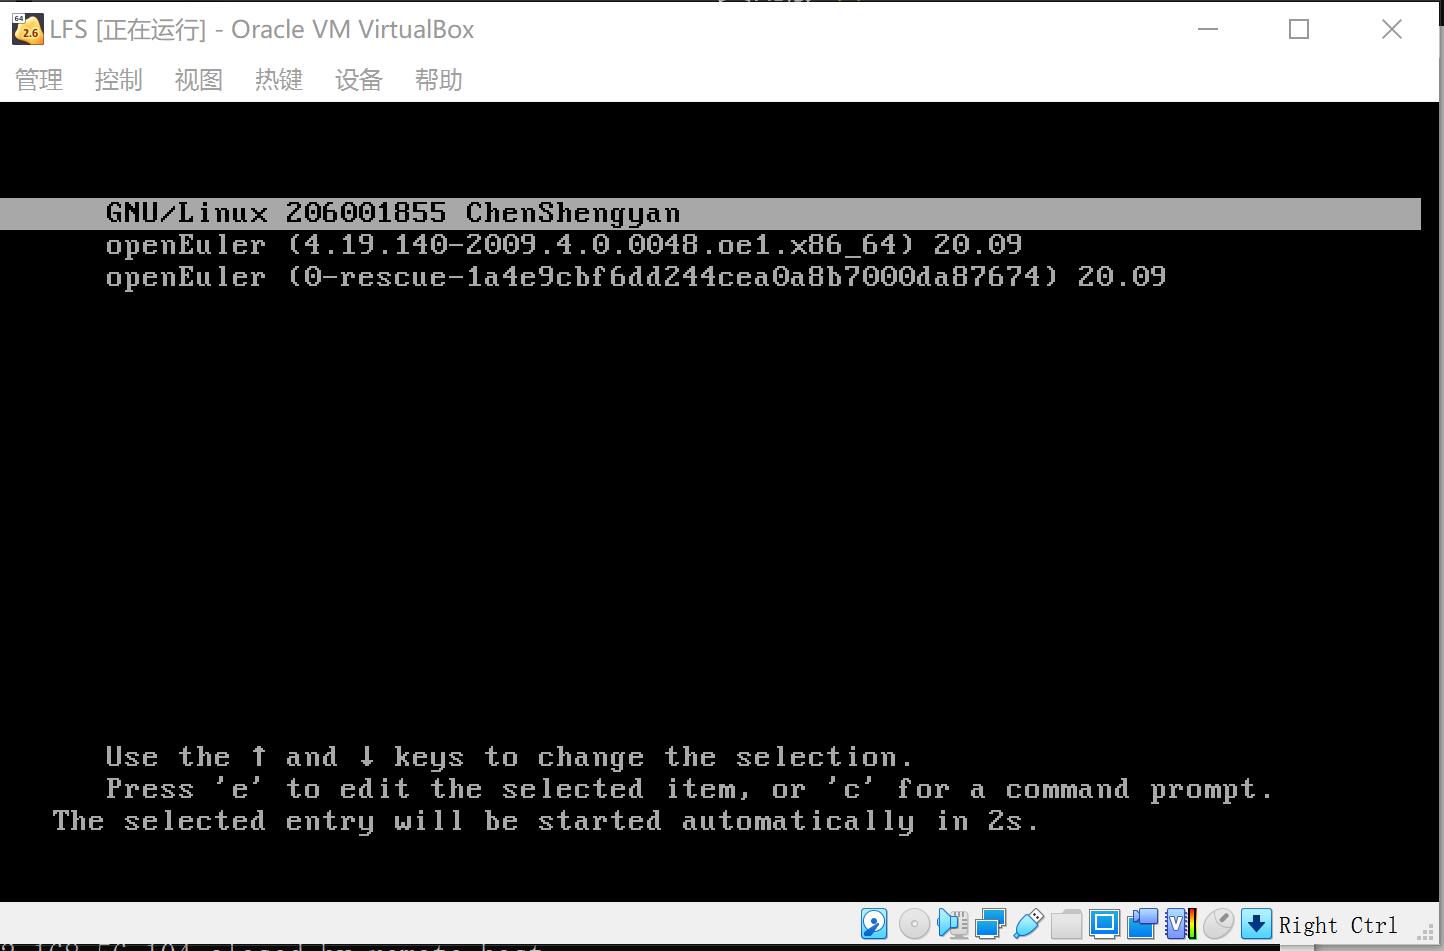 LFS [正在运行] - Oracle VM VirtualBox
管理 控制 视图 热键 设备 帮助
GNU/Linux 206001855 ChenShengyan
openEuler (4.19.140-2009.4.0.0048.oe1.x86_64) 20.09
openEuler (0-rescue-1a4e9cbf6dd244cea0a8b7000da87674) 20.09
Use the ↑ and ↓ keys to change the selection.
Press 'e' to edit the selected item, or 'c' for a command prompt.
The selected entry will be started automatically in 2s.
Right Ctrl